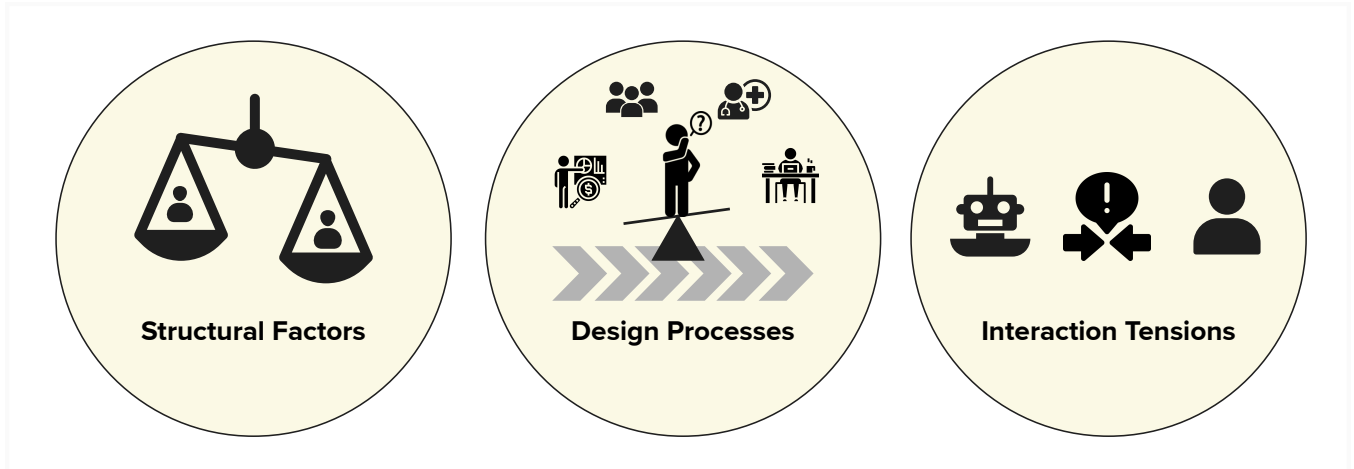 ?
$
!
Structural Factors
Design Processes
Interaction Tensions